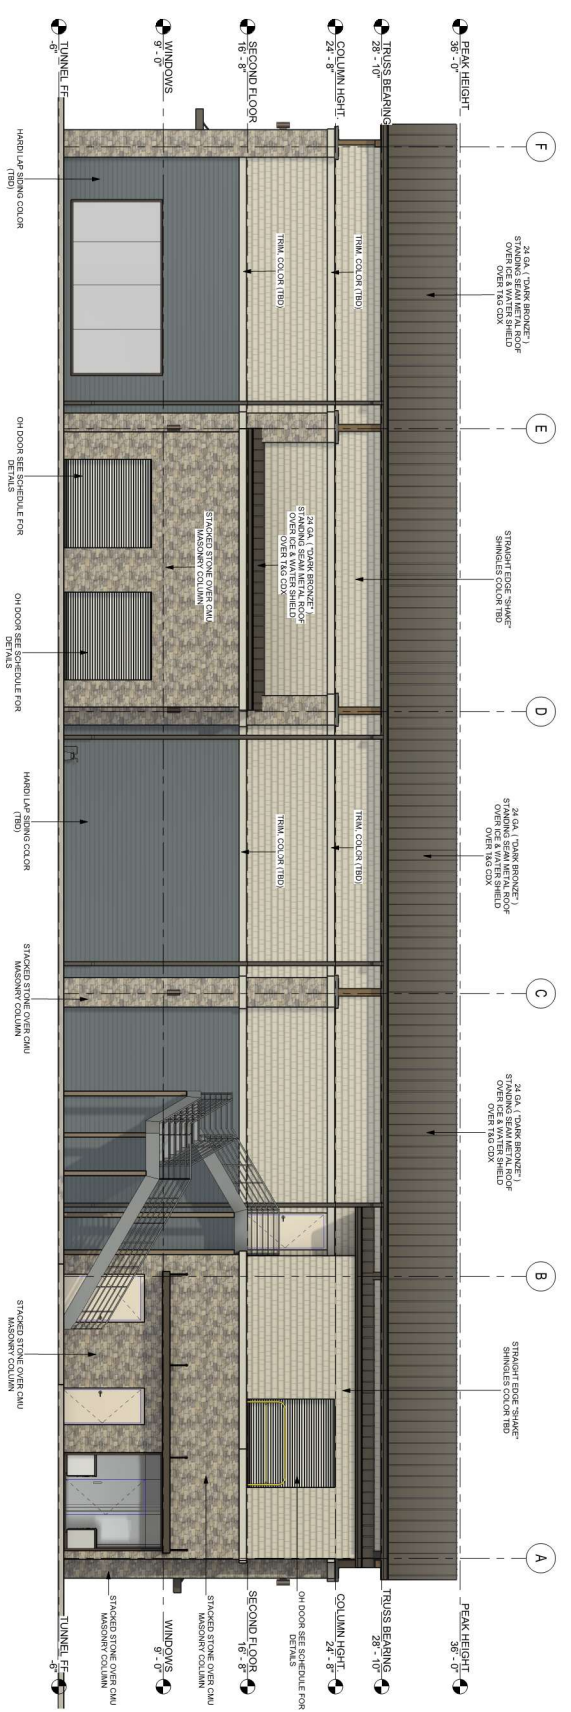 F
E
D
C
B
A
PEAK HEIGHT
36' - 0"
TRUSS BEARING
28' - 10"
COLUMN HGHT.
24' - 8"
SECOND FLOOR
16' - 8"
WINDOWS
9' - 0"
TUNNEL FF
-6"
24 GA. ( "DARK BRONZE" )
STANDING SEAM METAL ROOF
OVER ICE & WATER SHIELD
OVER T&G CDX
STRAIGHT EDGE "SHAKE"
SHINGLES COLOR TBD
24 GA. ( "DARK BRONZE" )
STANDING SEAM METAL ROOF
OVER ICE & WATER SHIELD
OVER T&G CDX
24 GA. ( "DARK BRONZE" )
STANDING SEAM METAL ROOF
OVER ICE & WATER SHIELD
OVER T&G CDX
STRAIGHT EDGE "SHAKE"
SHINGLES COLOR TBD
PEAK HEIGHT
36' - 0"
TRUSS BEARING
28' - 10"
COLUMN HGHT.
24' - 8"
SECOND FLOOR
16' - 8"
WINDOWS
9' - 0"
TUNNEL FF
-6"
TRIM, COLOR (TBD)
TRIM, COLOR (TBD)
24 GA. ( "DARK BRONZE" )
STANDING SEAM METAL ROOF
OVER ICE & WATER SHIELD
OVER T&G CDX
STACKED STONE OVER CMU
MASONRY COLUMN
TRIM, COLOR (TBD)
TRIM, COLOR (TBD)
OH DOOR SEE SCHEDULE FOR
DETAILS
STACKED STONE OVER CMU
MASONRY COLUMN
STACKED STONE OVER CMU
MASONRY COLUMN
HARDI LAP SIDING COLOR
(TBD)
OH DOOR SEE SCHEDULE FOR
DETAILS
OH DOOR SEE SCHEDULE FOR
DETAILS
HARDI LAP SIDING COLOR
(TBD)
STACKED STONE OVER CMU
MASONRY COLUMN
STACKED STONE OVER CMU
MASONRY COLUMN